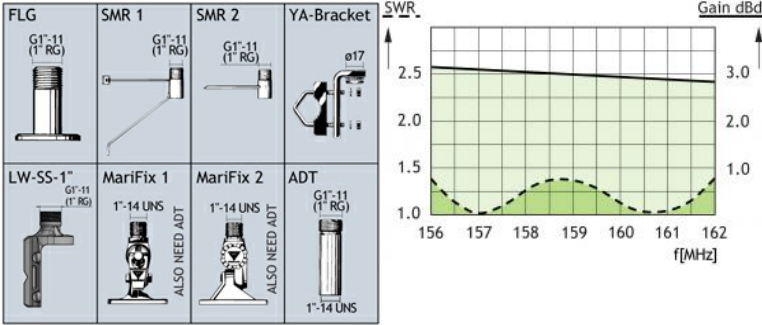 FLG
G1"-11
(1" RG)
SMR 1
G1"-11
(1" RG)
SMR 2
G1"-11
(1" RG)
YA-Bracket
ø17
LW-SS-1"
G1"-11
(1" RG)
MariFix 1
1"-14 UNS
ALSO NEED ADT
MariFix 2
1"-14 UNS
ALSO NEED ADT
ADT
G1"-11
(1" RG)
1"-14 UNS
SWR
Gain dBd
2.5
3.0
2.0
2.0
1.5
1.0
1.0
156 157 158 159 160 161 162
f[MHz]